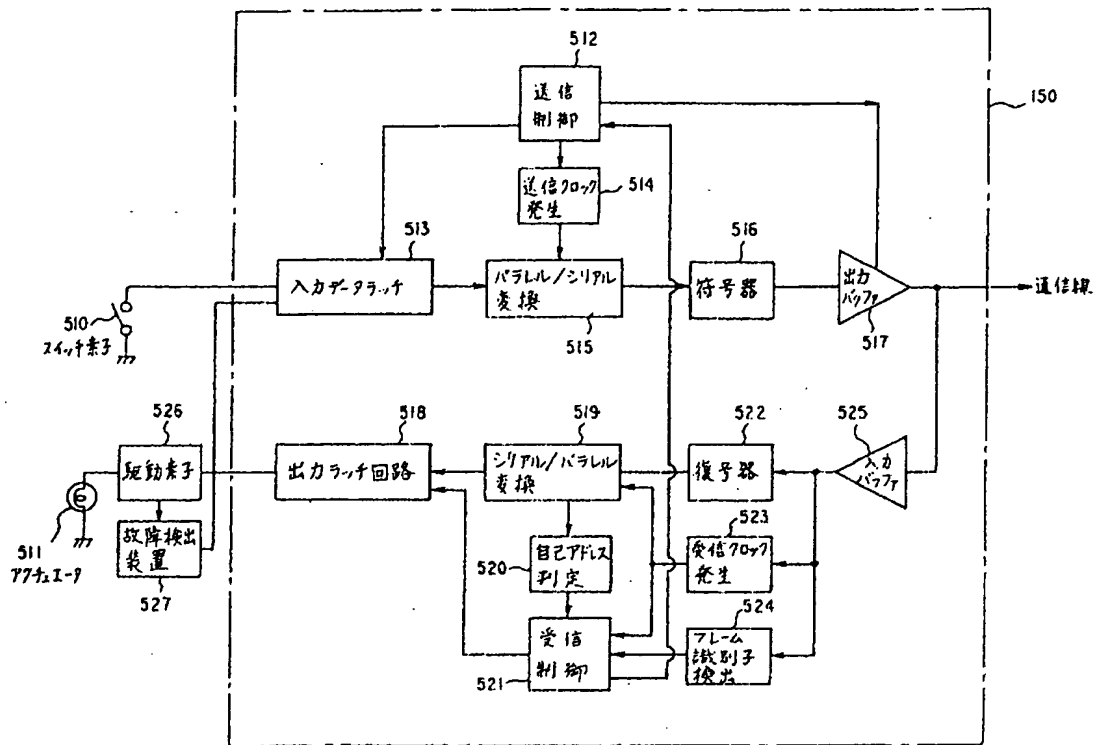 512
送信
制御
150
送信クロック
発生
514
513
入力データラッチ
パラレル/シリアル
変換
515
516
符号器
出力
バッファ
517
通信線
510
スイッチ素子
526
駆動素子
518
出力ラッチ回路
519
シリアル/パラレル
変換
522
復号器
525
入力
バッファ
511
アクチュエータ
故障検出
装置
527
520
自己アドレス
判定
523
受信クロック
発生
524
フレーム
識別子
検出
受信
制御
521